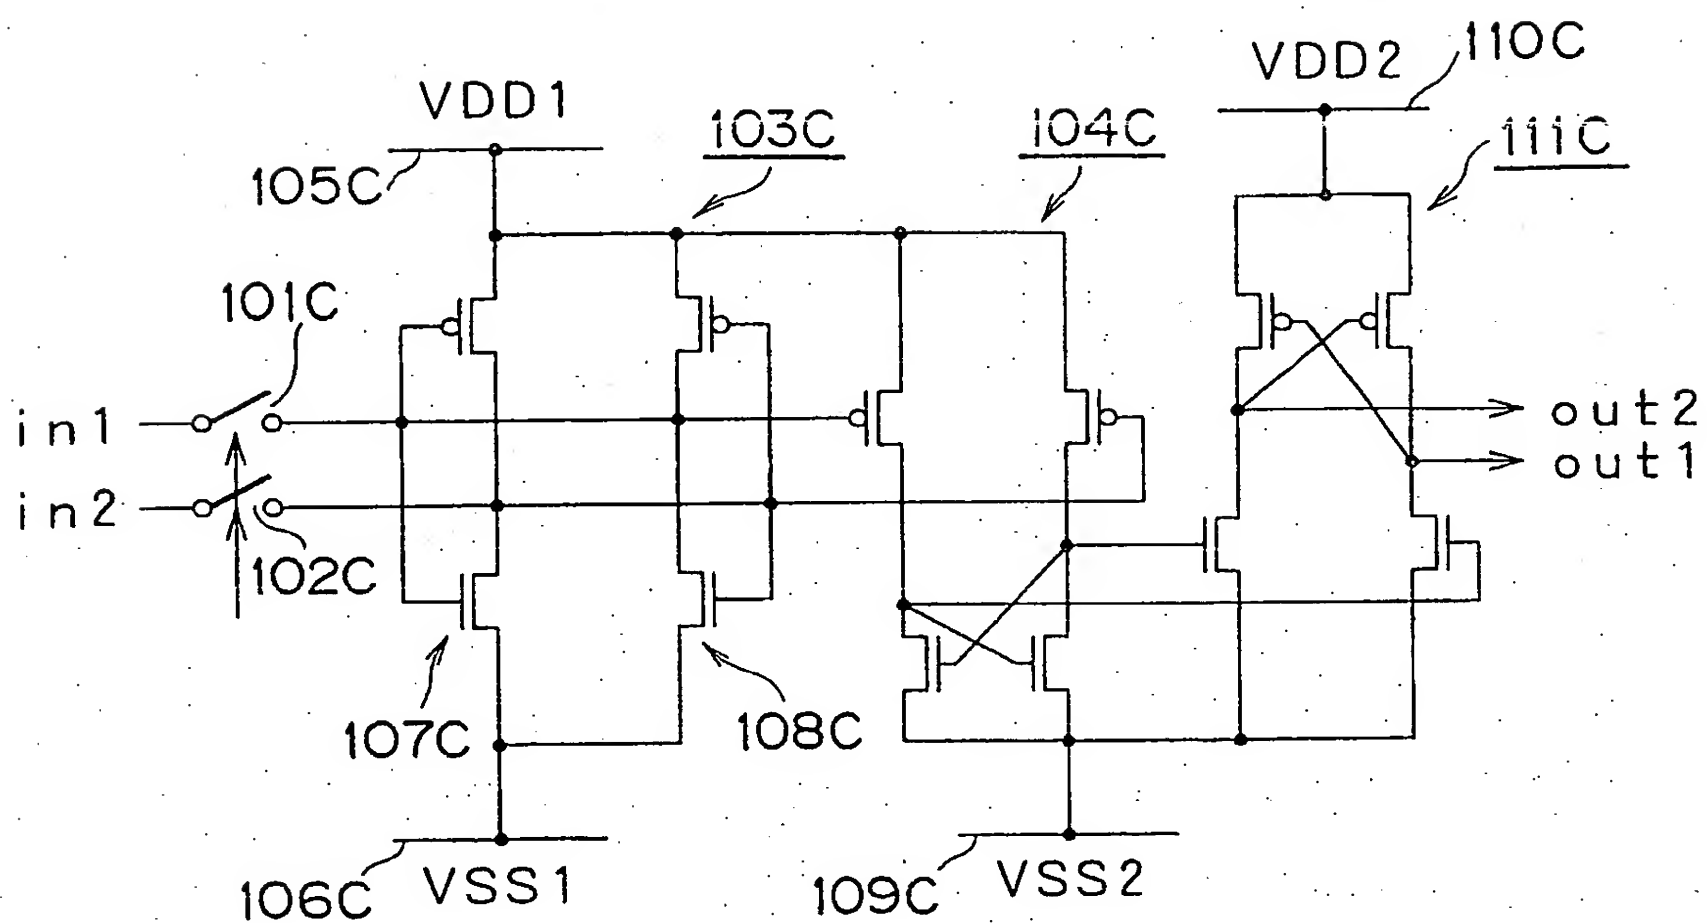 110C
VDD2
VDD1
103C
104C
111C
105C
101C
in1
out2
out1
in2
102C
107C
108C
106C
VSS1
109C
VSS2